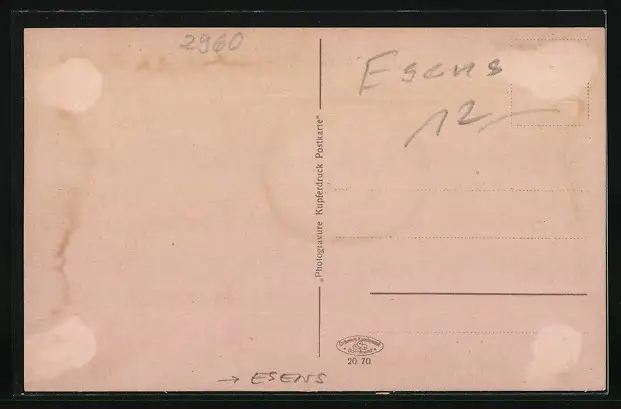 2960
Esens
12,-
„Photogravure Kupferdruck Postkarte“
20. 70.
→ ESENS